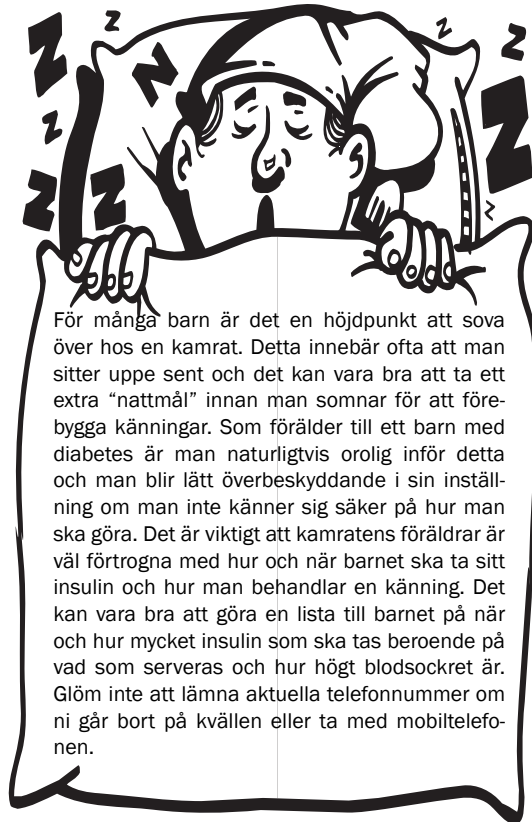 Z
Z
Z
Z
Z
Z
Z
Z
Z
Z
För många barn är det en höjdpunkt att sova
över hos en kamrat. Detta innebär ofta att man
sitter uppe sent och det kan vara bra att ta ett
extra “nattmål” innan man somnar för att före-
bygga känningar. Som förälder till ett barn med
diabetes är man naturligtvis orolig inför detta
och man blir lätt överbeskyddande i sin inställ-
ning om man inte känner sig säker på hur man
ska göra. Det är viktigt att kamratens föräldrar är
väl förtrogna med hur och när barnet ska ta sitt
insulin och hur man behandlar en känning. Det
kan vara bra att göra en lista till barnet på när
och hur mycket insulin som ska tas beroende på
vad som serveras och hur högt blodsockret är.
Glöm inte att lämna aktuella telefonnummer om
ni går bort på kvällen eller ta med mobiltelefo-
nen.